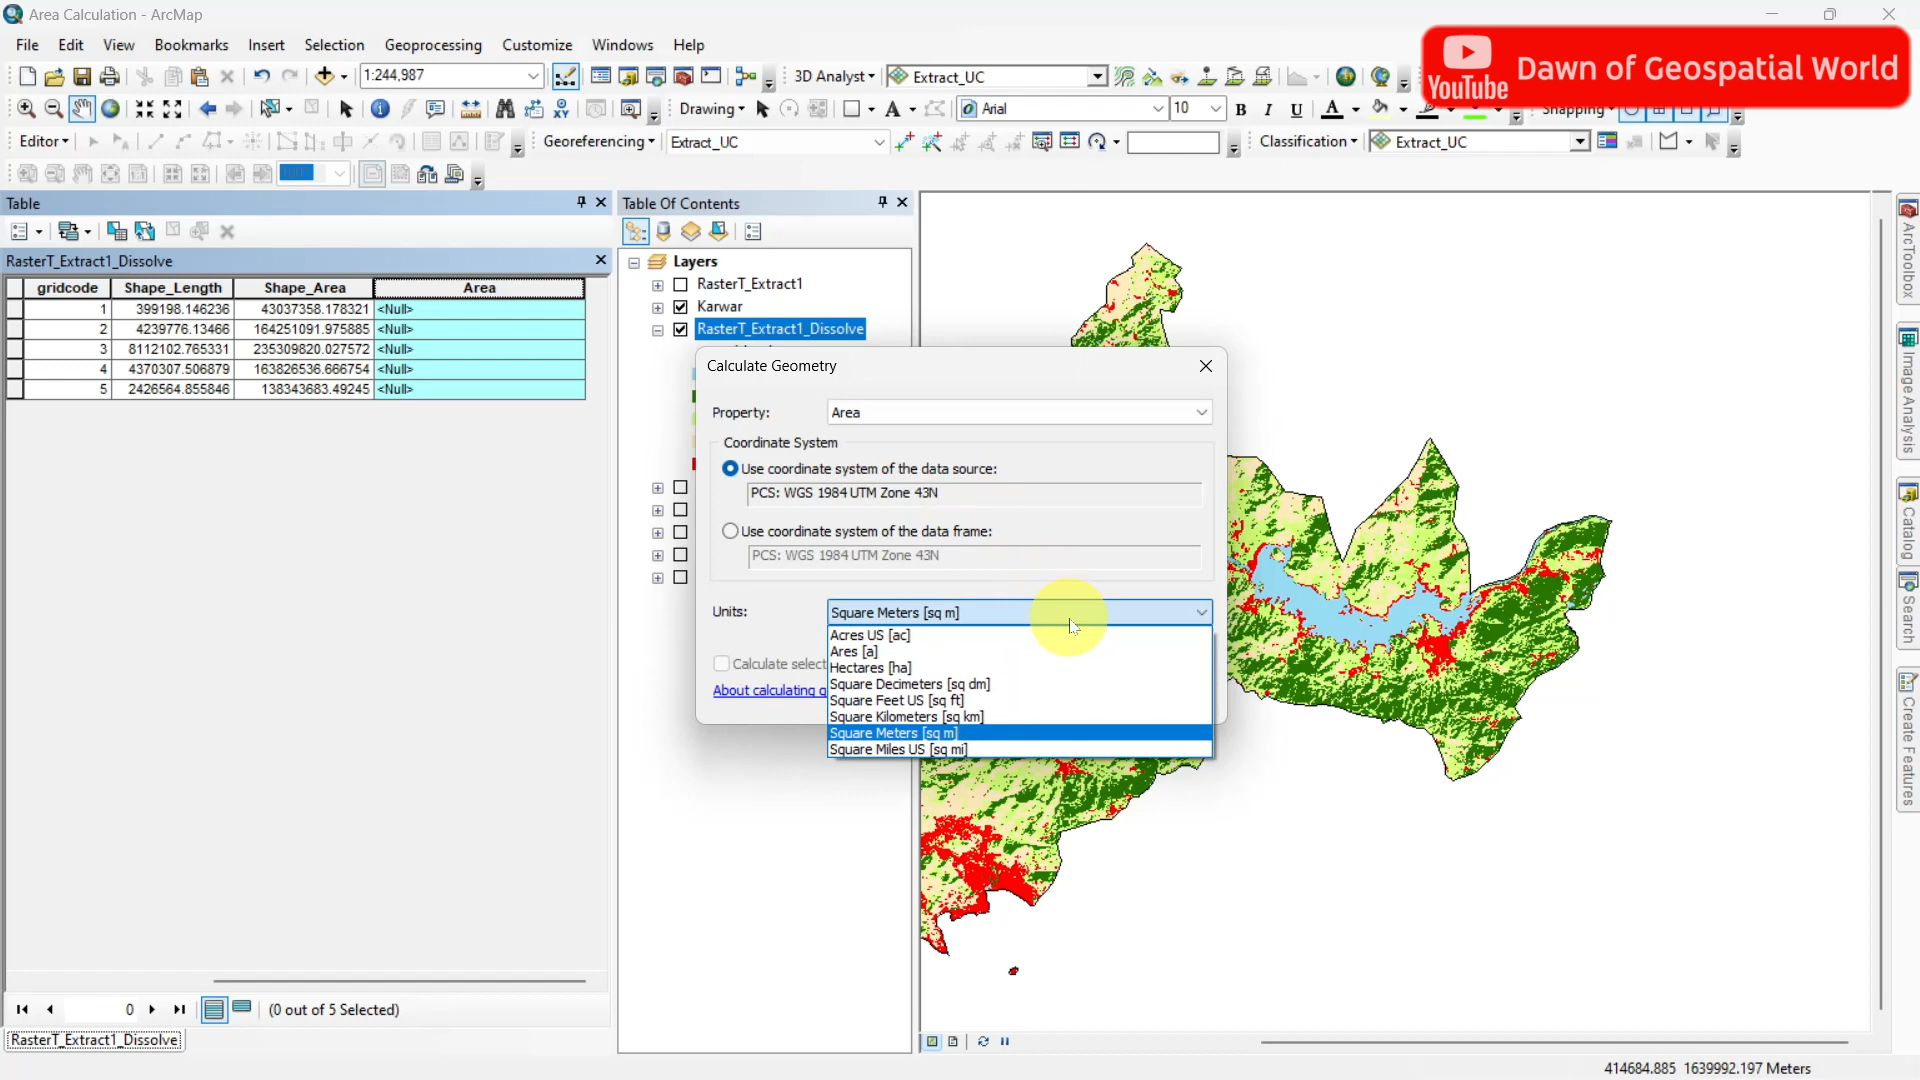 Area Calculation - ArcMap
File Edit View Bookmarks Insert Selection Geoprocessing Customize Windows Help
YouTube
Dawn of Geospatial World
1:244,987
3D Analyst
Extract_UC
Drawing
Arial
10
B I U A
Snapping
Editor
Georeferencing
Extract_UC
Classification
Extract_UC
Table
Table Of Contents
RasterT_Extract1_Dissolve
gridcode Shape_Length Shape_Area Area
1 399198.146236 43037358.178321 <Null>
2 4239776.13466 164251091.975885 <Null>
3 8112102.765331 235309820.027572 <Null>
4 4370307.506879 163826536.666754 <Null>
5 2426564.855846 138343683.49245 <Null>
Layers
RasterT_Extract1
Karwar
RasterT_Extract1_Dissolve
Calculate Geometry
Property: Area
Coordinate System
Use coordinate system of the data source:
PCS: WGS 1984 UTM Zone 43N
Use coordinate system of the data frame:
PCS: WGS 1984 UTM Zone 43N
Units: Square Meters [sq m]
Acres US [ac]
Ares [a]
Hectares [ha]
Square Decimeters [sq dm]
Square Feet US [sq ft]
Square Kilometers [sq km]
Square Meters [sq m]
Square Miles US [sq mi]
Calculate select
About calculating
ArcToolbox
Image Analysis
Catalog
Search
Create Features
0
(0 out of 5 Selected)
RasterT_Extract1_Dissolve
414684.885 1639992.197 Meters